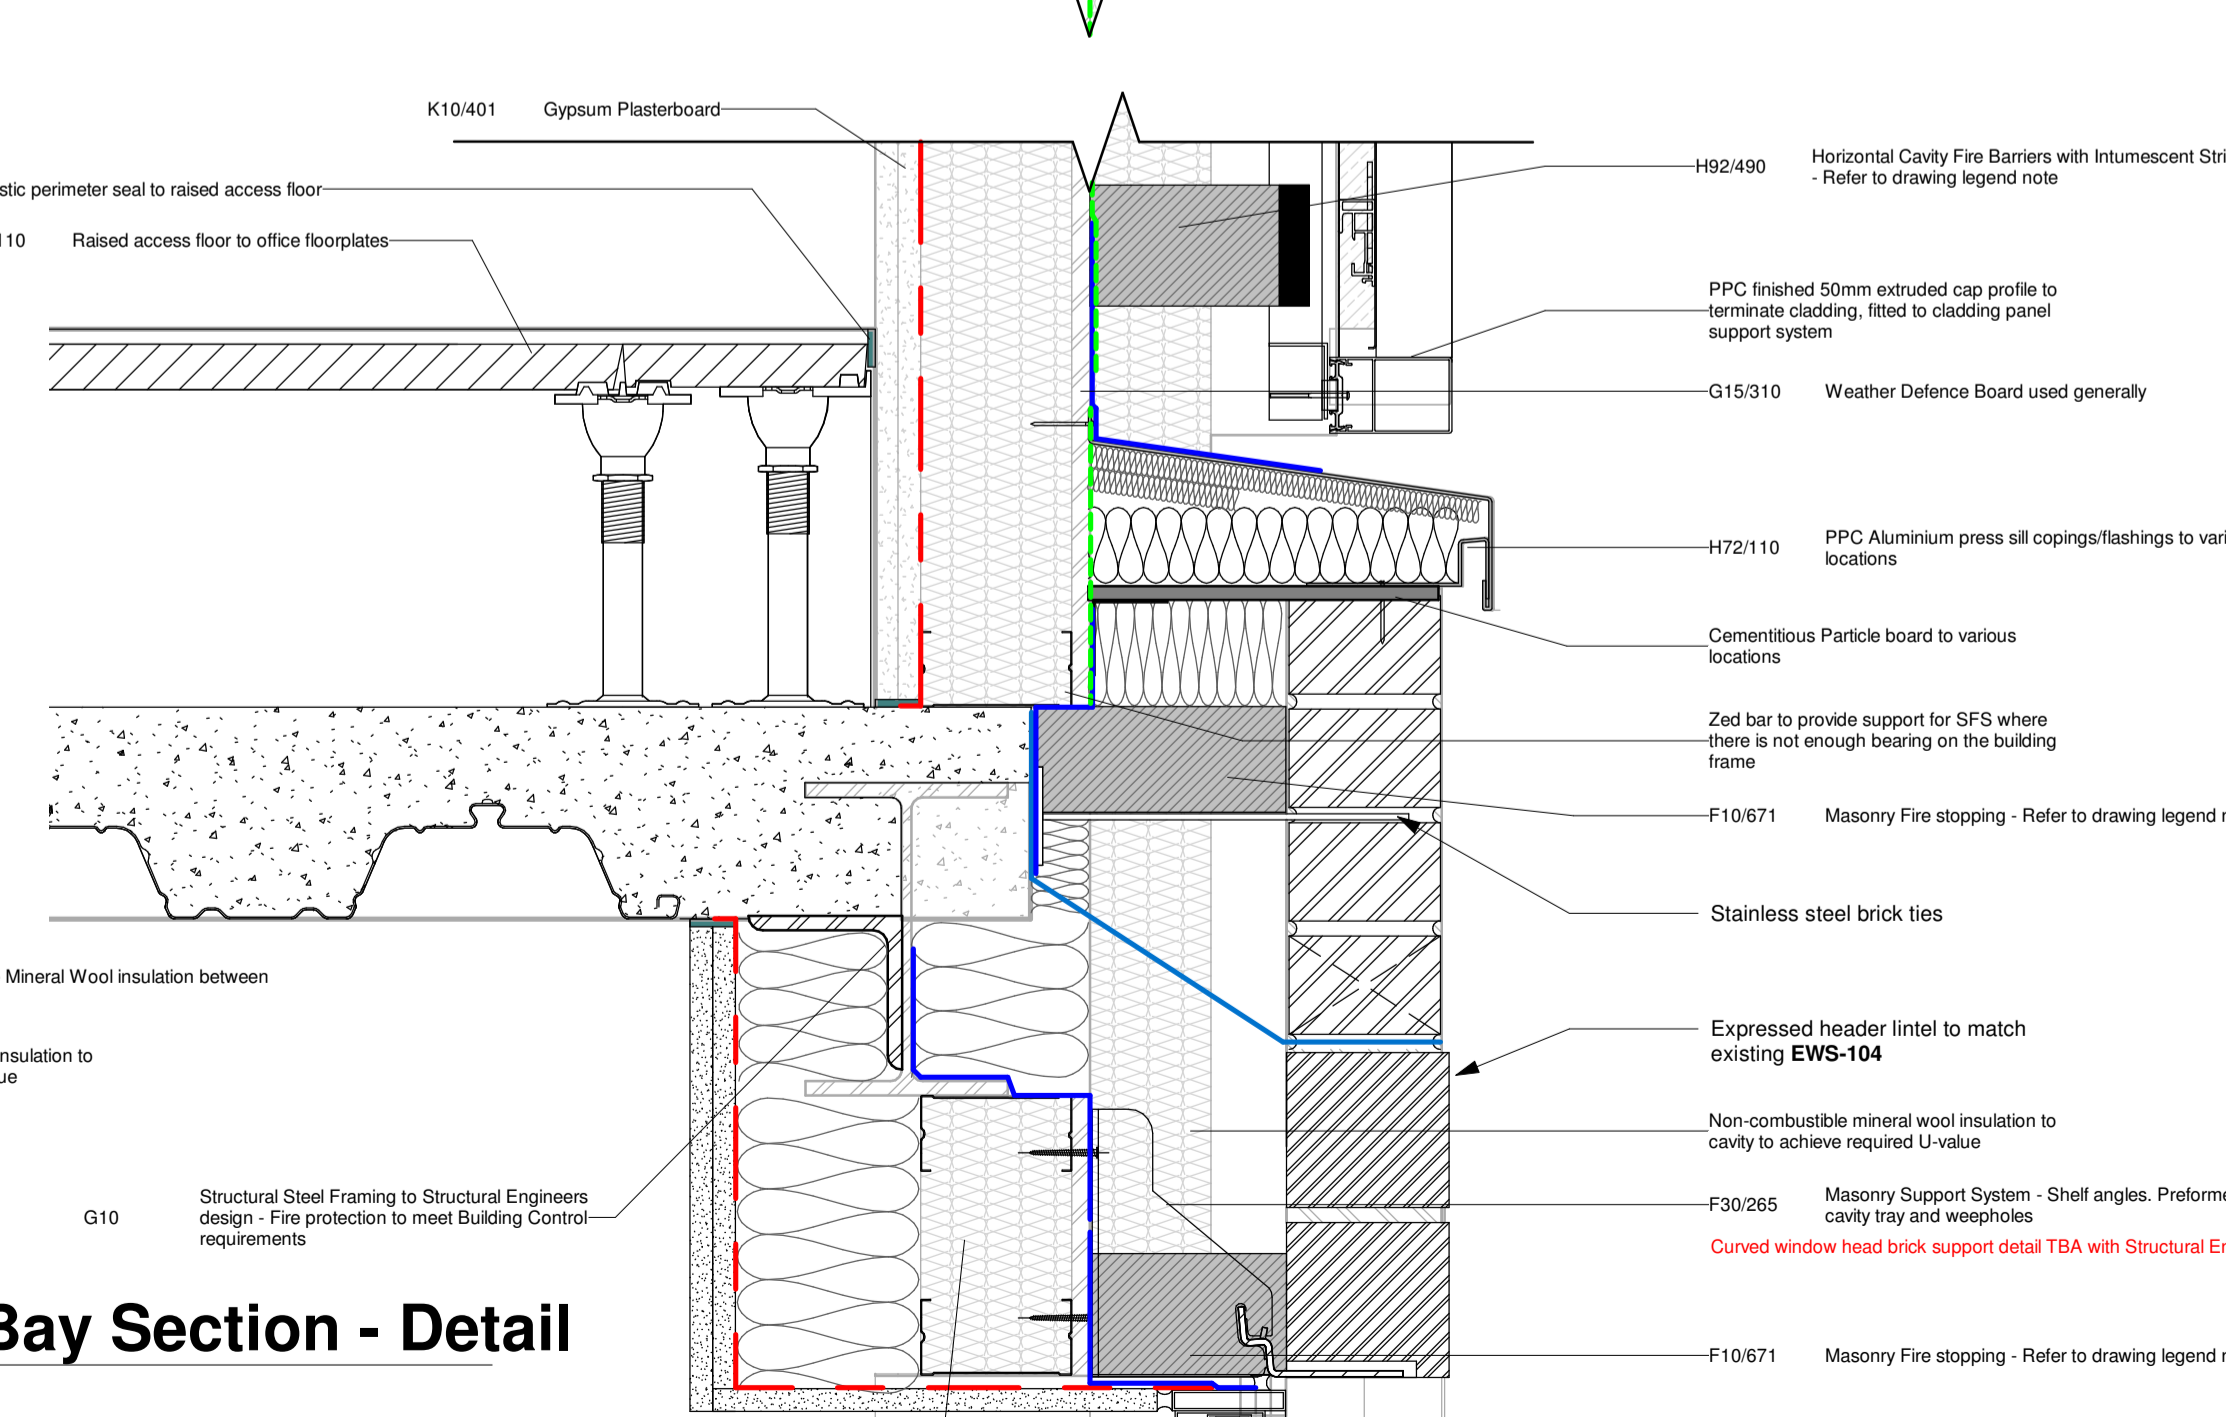 K10/401 Gypsum Plasterboard
perimeter seal to raised access floor
Raised access floor to office floorplates
Mineral Wool insulation between
to
G10 Structural Steel Framing to Structural Engineers
design - Fire protection to meet Building Control
requirements
Bay Section - Detail
H92/490 Horizontal Cavity Fire Barriers with Intumescent
- Refer to drawing legend note
PPC finished 50mm extruded cap profile to
terminate cladding, fitted to cladding panel
support system
G15/310 Weather Defence Board used generally
H72/110 PPC Aluminium press sill copings/flashings to
locations
Cementitious Particle board to various
locations
Zed bar to provide support for SFS where
there is not enough bearing on the building
frame
F10/671 Masonry Fire stopping - Refer to drawing legend
Stainless steel brick ties
Expressed header lintel to match
existing EWS-104
Non-combustible mineral wool insulation to
cavity to achieve required U-value
F30/265 Masonry Support System - Shelf angles.
cavity tray and weepholes
Curved window head brick support detail TBA with Structural
F10/671 Masonry Fire stopping - Refer to drawing legend